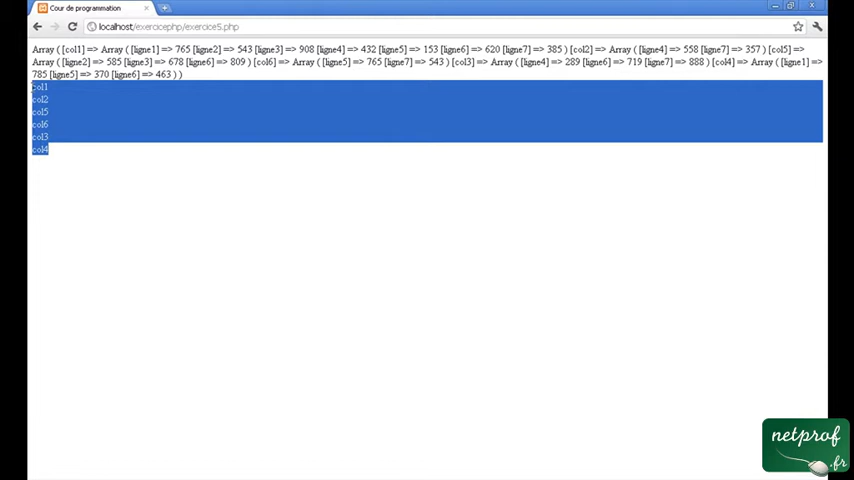 Cour de programmation
localhost/exercicephp/exercice5.php
Array ( [col1] => Array ( [ligne1] => 765 [ligne2] => 543 [ligne3] => 908 [ligne4] => 432 [ligne5] => 153 [ligne6] => 620 [ligne7] => 385 ) [col2] => Array ( [ligne4] => 558 [ligne7] => 357 ) [col5] =>
Array ( [ligne2] => 585 [ligne3] => 678 [ligne6] => 809 ) [col6] => Array ( [ligne5] => 765 [ligne7] => 543 ) [col3] => Array ( [ligne4] => 289 [ligne6] => 719 [ligne7] => 888 ) [col4] => Array ( [ligne1] =>
785 [ligne5] => 370 [ligne6] => 463 ) )
col1
col2
col5
col6
col3
col4
netprof
.fr